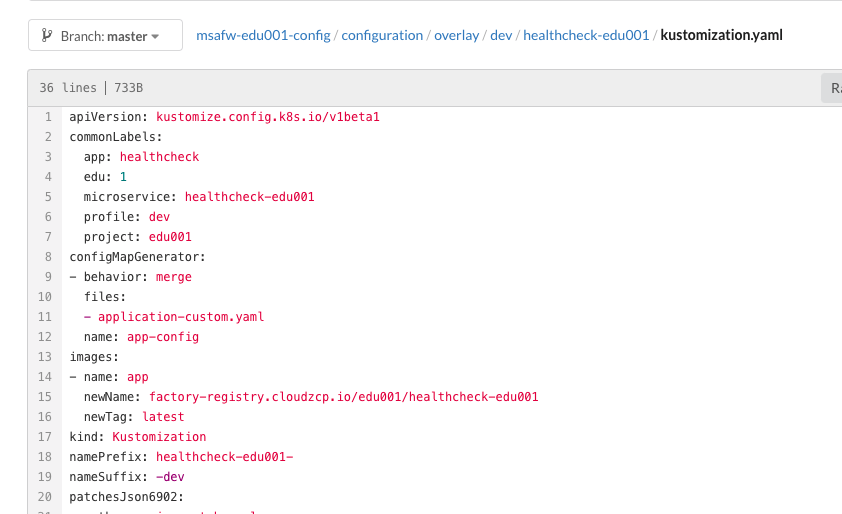 Branch: master
msafw-edu001-config / configuration / overlay / dev / healthcheck-edu001 / kustomization.yaml
36 lines | 733B
1 apiVersion: kustomize.config.k8s.io/v1beta1
2 commonLabels:
3   app: healthcheck
4   edu: 1
5   microservice: healthcheck-edu001
6   profile: dev
7   project: edu001
8 configMapGenerator:
9 - behavior: merge
10   files:
11   - application-custom.yaml
12   name: app-config
13 images:
14 - name: app
15   newName: factory-registry.cloudzcp.io/edu001/healthcheck-edu001
16   newTag: latest
17 kind: Kustomization
18 namePrefix: healthcheck-edu001-
19 nameSuffix: -dev
20 patchesJson6902: